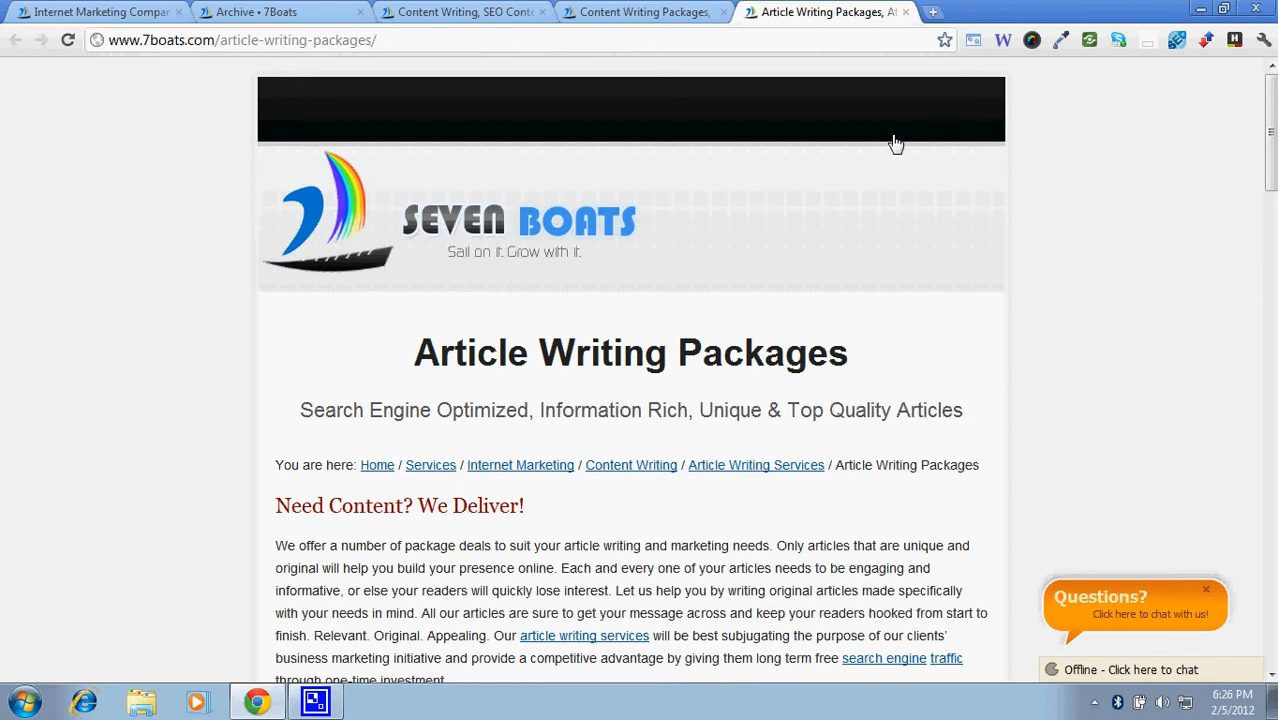 Internet Marketing Compar
Archive • 7Boats
Content Writing, SEO Cont
Content Writing Packages,
Article Writing Packages, Af
www.7boats.com/article-writing-packages/
SEVEN BOATS
Sail on it. Grow with it.
Article Writing Packages
Search Engine Optimized, Information Rich, Unique & Top Quality Articles
You are here: Home / Services / Internet Marketing / Content Writing / Article Writing Services / Article Writing Packages
Need Content? We Deliver!
We offer a number of package deals to suit your article writing and marketing needs. Only articles that are unique and
original will help you build your presence online. Each and every one of your articles needs to be engaging and
informative, or else your readers will quickly lose interest. Let us help you by writing original articles made specifically
with your needs in mind. All our articles are sure to get your message across and keep your readers hooked from start to
finish. Relevant. Original. Appealing. Our article writing services will be best subjugating the purpose of our clients'
business marketing initiative and provide a competitive advantage by giving them long term free search engine traffic
through one-time investment.
Questions?
Click here to chat with us!
Offline - Click here to chat
6:26 PM
2/5/2012